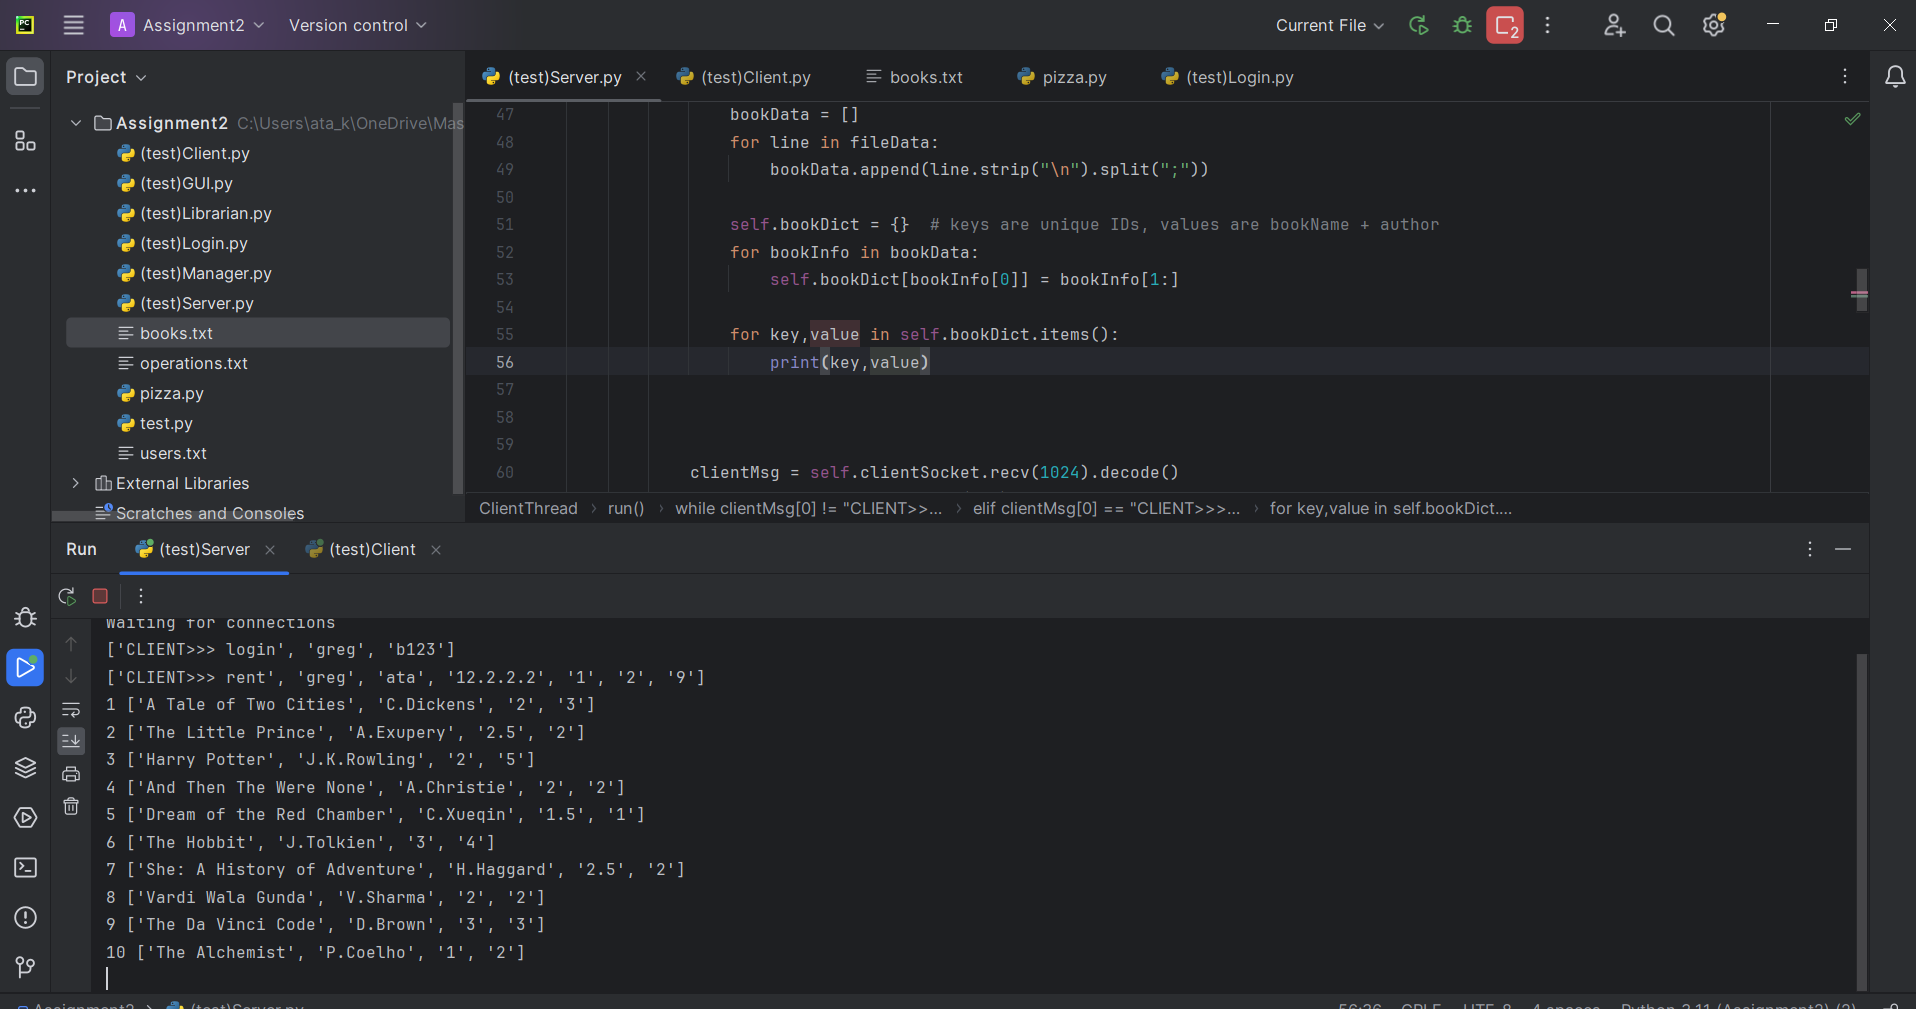 PC
A Assignment2 Version control Current File 2
Project
(test)Server.py (test)Client.py books.txt pizza.py (test)Login.py
Assignment2 C:\Users\ata_k\OneDrive\Mas
(test)Client.py
(test)GUI.py
(test)Librarian.py
(test)Login.py
(test)Manager.py
(test)Server.py
books.txt
operations.txt
pizza.py
test.py
users.txt
External Libraries
Scratches and Consoles
47 bookData = []
48 for line in fileData:
49 bookData.append(line.strip("\n").split(";"))
50
51 self.bookDict = {}  # keys are unique IDs, values are bookName + author
52 for bookInfo in bookData:
53 self.bookDict[bookInfo[0]] = bookInfo[1:]
54
55 for key,value in self.bookDict.items():
56 print(key,value)
57
58
59
60 clientMsg = self.clientSocket.recv(1024).decode()
ClientThread › run() › while clientMsg[0] != "CLIENT>>... › elif clientMsg[0] == "CLIENT>>>... › for key,value in self.bookDict....
Run (test)Server (test)Client
Waiting for connections
['CLIENT>>> login', 'greg', 'b123']
['CLIENT>>> rent', 'greg', 'ata', '12.2.2.2', '1', '2', '9']
1 ['A Tale of Two Cities', 'C.Dickens', '2', '3']
2 ['The Little Prince', 'A.Exupery', '2.5', '2']
3 ['Harry Potter', 'J.K.Rowling', '2', '5']
4 ['And Then The Were None', 'A.Christie', '2', '2']
5 ['Dream of the Red Chamber', 'C.Xueqin', '1.5', '1']
6 ['The Hobbit', 'J.Tolkien', '3', '4']
7 ['She: A History of Adventure', 'H.Haggard', '2.5', '2']
8 ['Vardi Wala Gunda', 'V.Sharma', '2', '2']
9 ['The Da Vinci Code', 'D.Brown', '3', '3']
10 ['The Alchemist', 'P.Coelho', '1', '2']
Assignment2 › (test)Server.py 56:36 CRLF UTF-8 4 spaces Python 3.11 (Assignment2) (2)